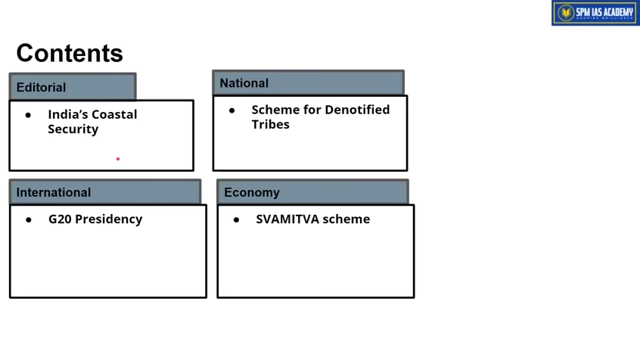 SPM IAS ACADEMY
Contents
Editorial
● India's Coastal
Security
National
● Scheme for Denotified
Tribes
International
● G20 Presidency
Economy
● SVAMITVA scheme